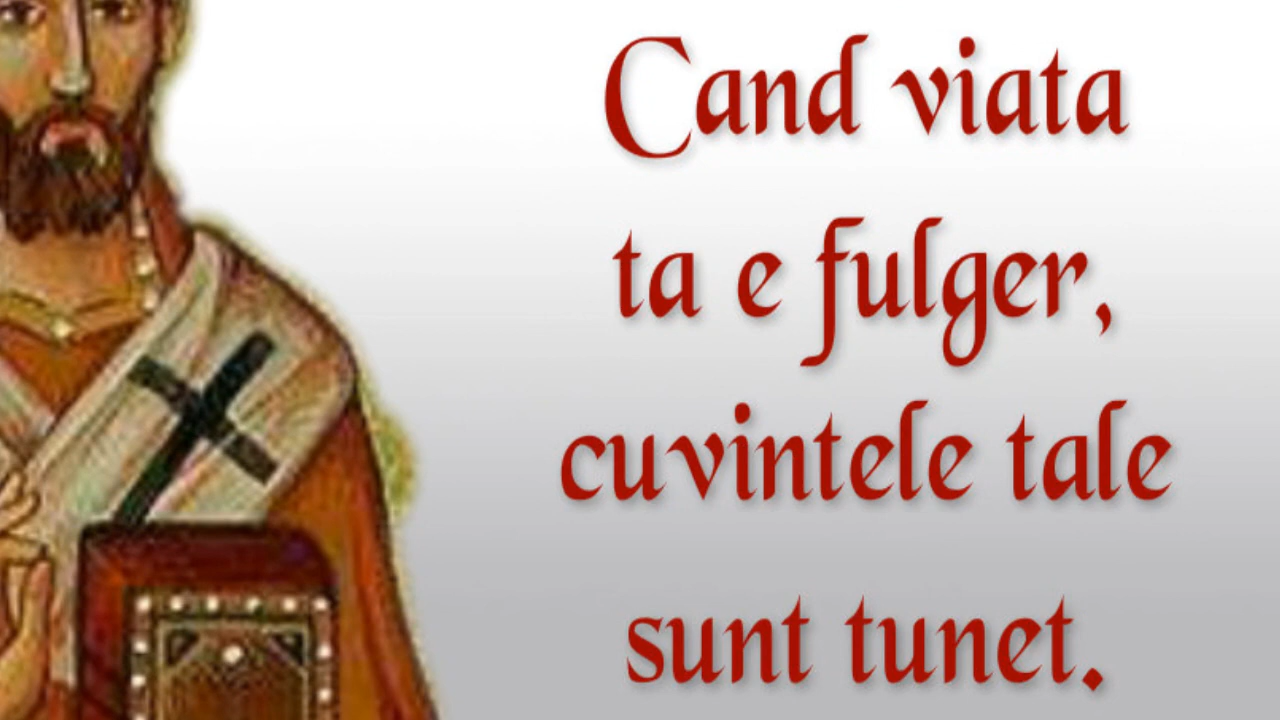 Cand viata
ta e fulger,
cuvintele tale
sunt tunet.